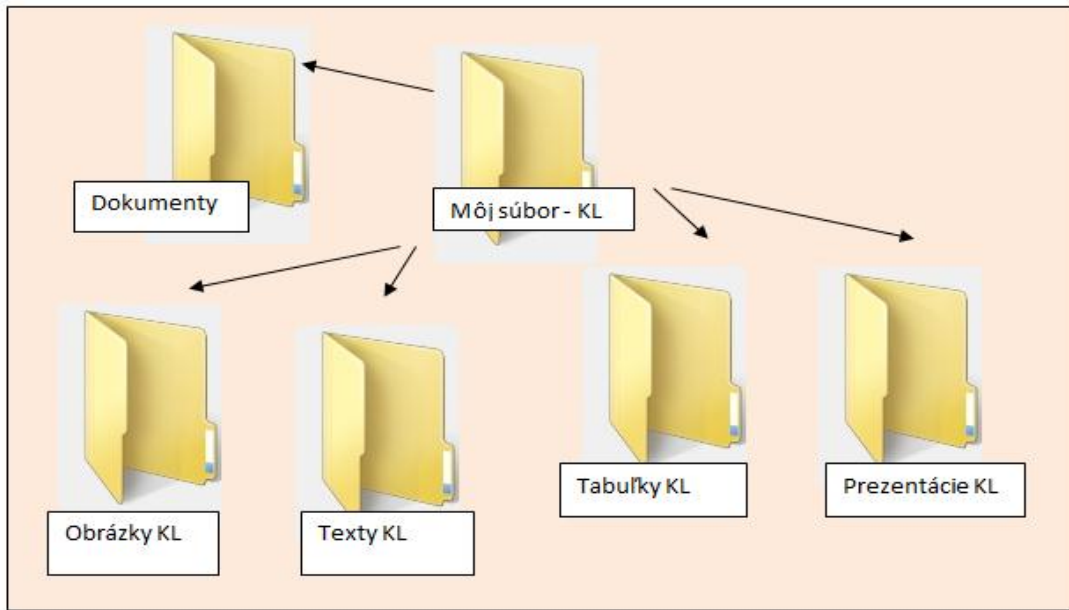 Dokumenty
Môj súbor - KL
Obrázky KL
Texty KL
Tabuľky KL
Prezentácie KL